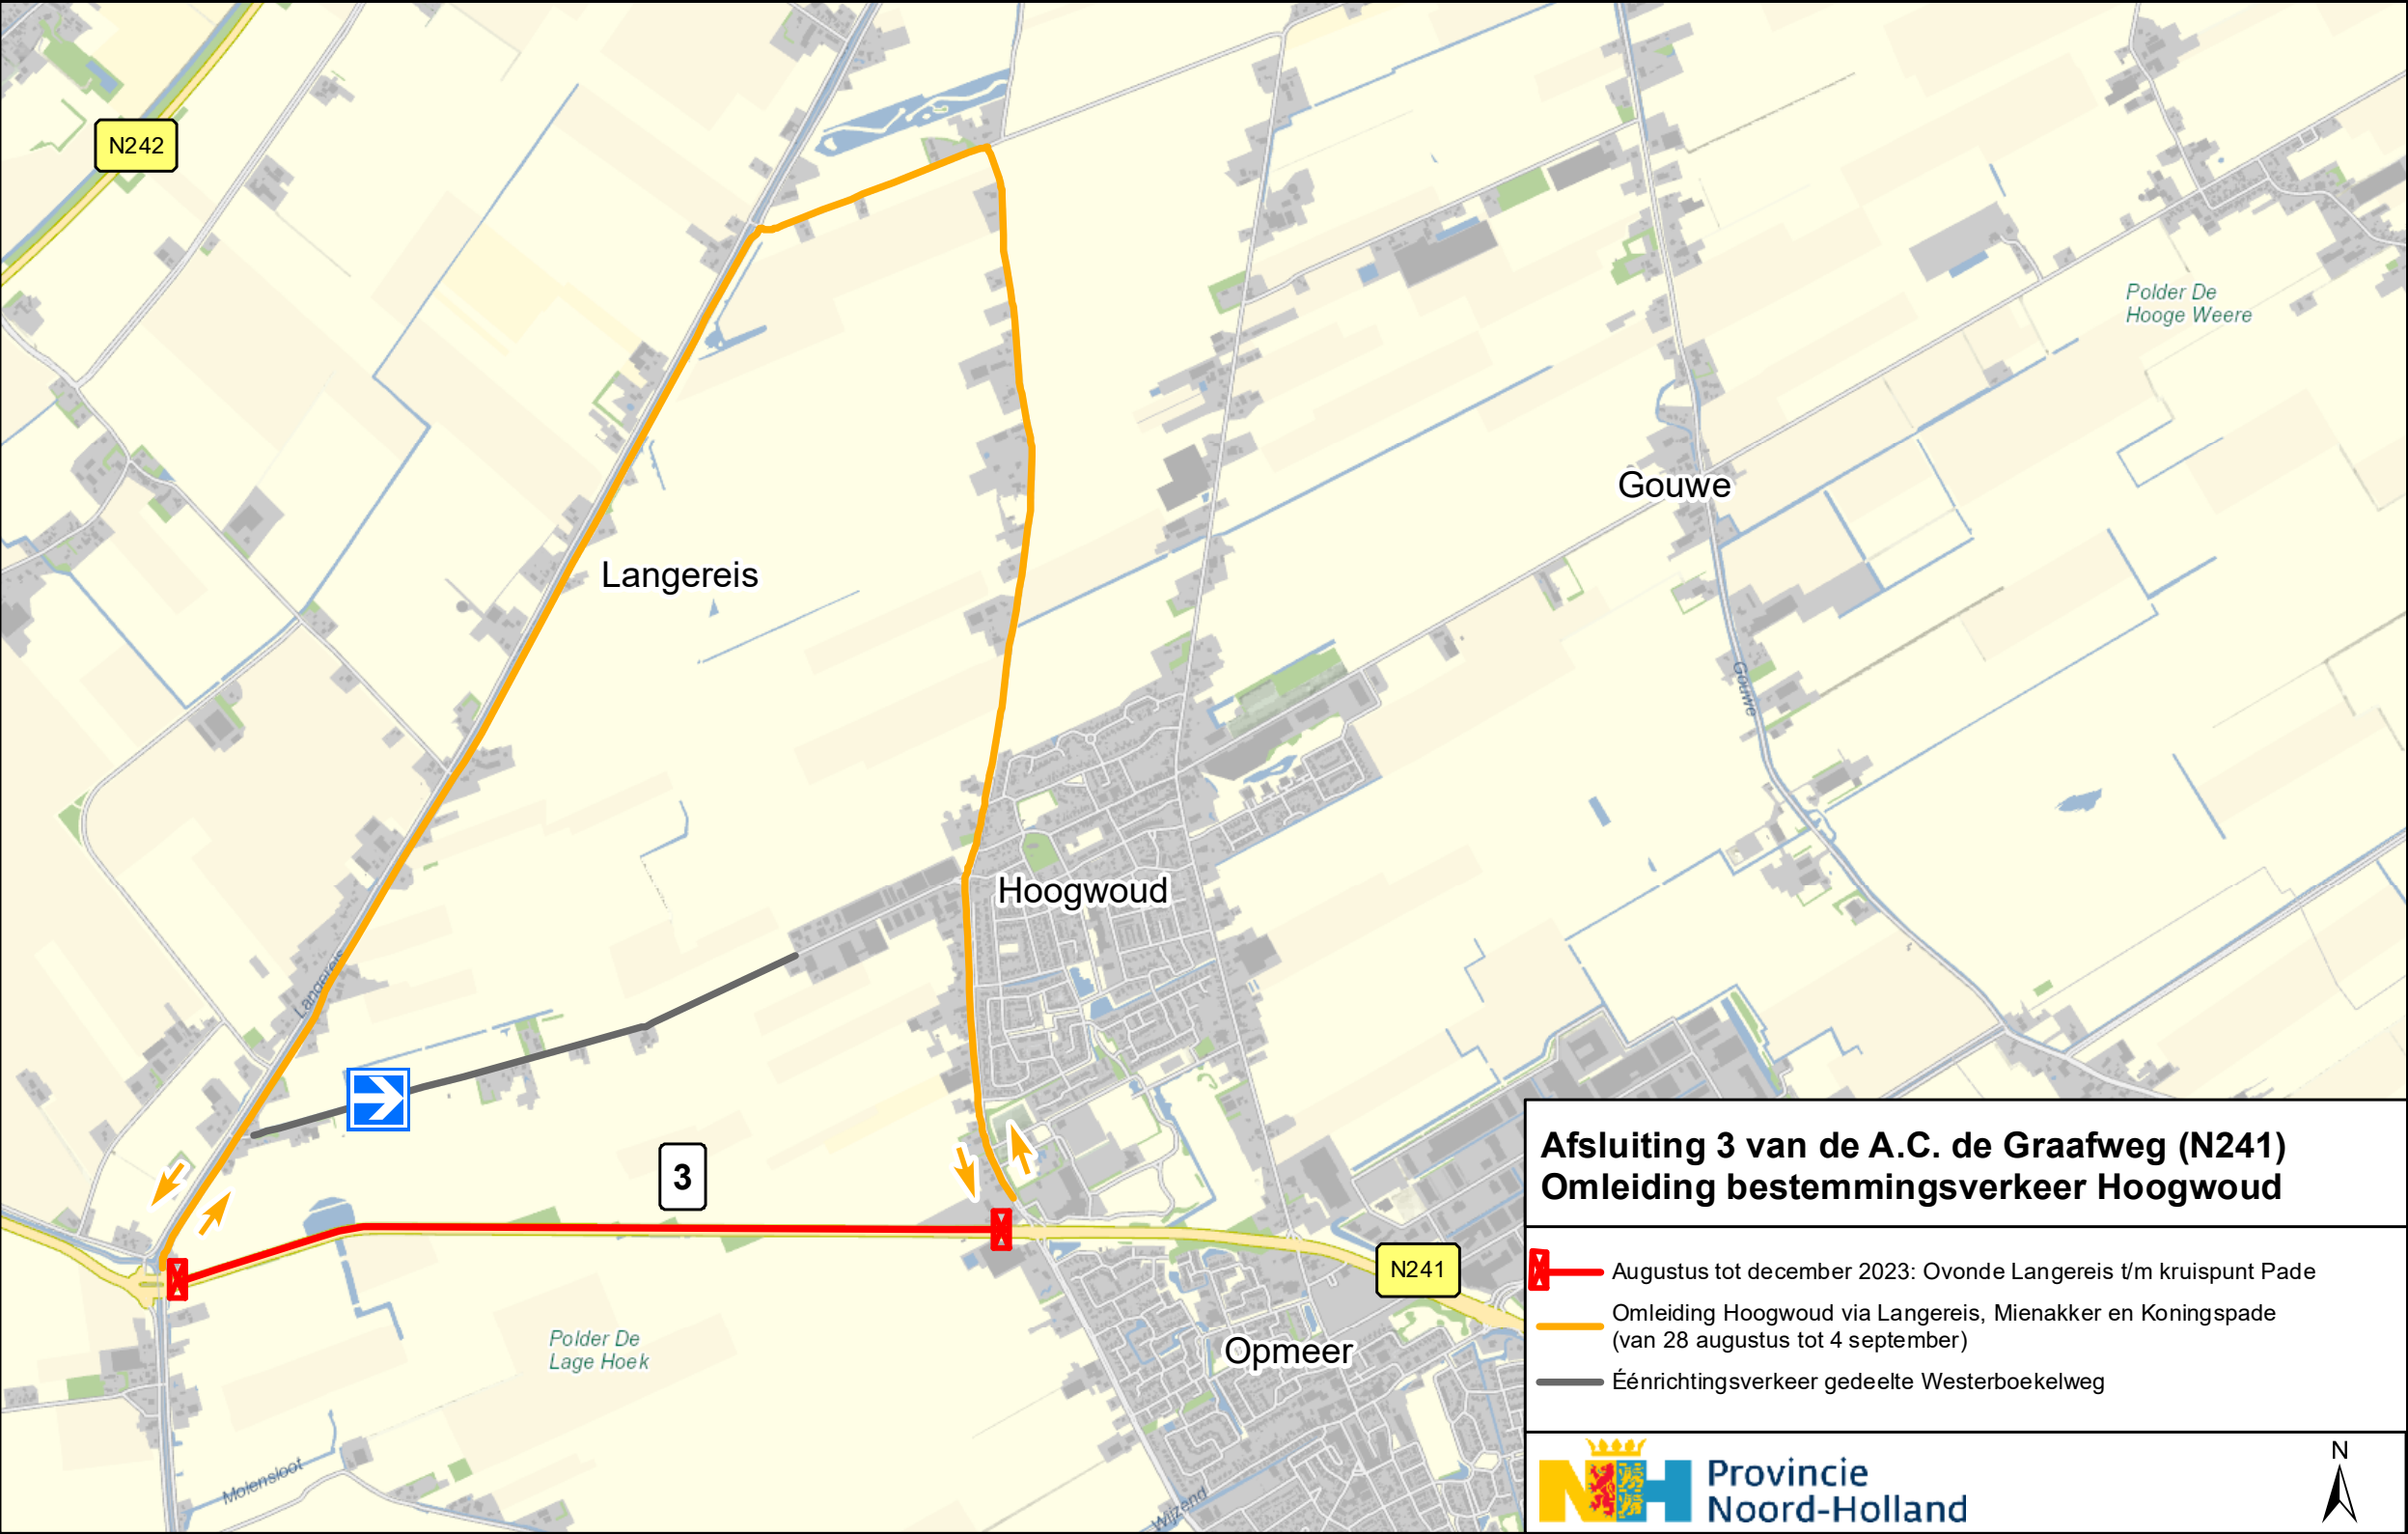 N242
Polder De
Hooge Weere
Gouwe
Langereis
Gouwe
Hoogwoud
Langereis
3
N241
Polder De
Lage Hoek
Opmeer
Molensloot
Wijzend
Afsluiting 3 van de A.C. de Graafweg (N241)
Omleiding bestemmingsverkeer Hoogwoud
Augustus tot december 2023: Ovonde Langereis t/m kruispunt Pade
Omleiding Hoogwoud via Langereis, Mienakker en Koningspade
(van 28 augustus tot 4 september)
Éénrichtingsverkeer gedeelte Westerboekelweg
NH
Provincie
Noord-Holland
N